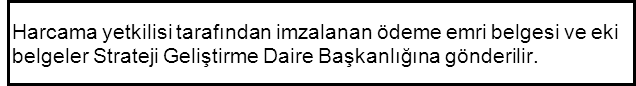 Harcama yetkilisi tarafından imzalanan ödeme emri belgesi ve eki
belgeler Strateji Geliştirme Daire Başkanlığına gönderilir.